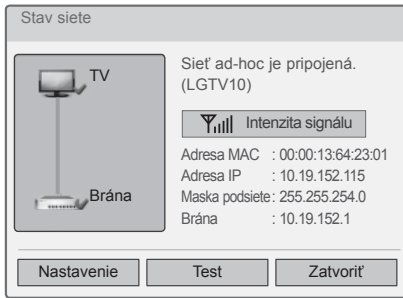 Stav siete
TV
Brána
Sieť ad-hoc je pripojená.
(LGTV10)
Intenzita signálu
Adresa MAC : 00:00:13:64:23:01
Adresa IP : 10.19.152.115
Maska podsiete : 255.255.254.0
Brána : 10.19.152.1
Nastavenie
Test
Zatvoriť